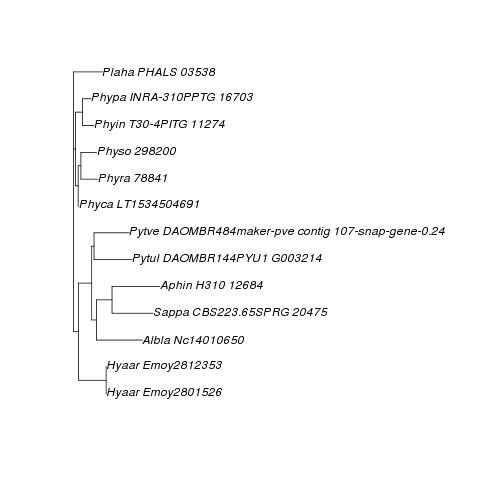 Plaha PHALS 03538
Phypa INRA-310PPTG 16703
Phyin T30-4PITG 11274
Physo 298200
Phyra 78841
Phyca LT1534504691
Pytve DAOMBR484maker-pve contig 107-snap-gene-0.24
Pytul DAOMBR144PYU1 G003214
Aphin H310 12684
Sappa CBS223.65SPRG 20475
Albla Nc14010650
Hyaar Emoy2812353
Hyaar Emoy2801526